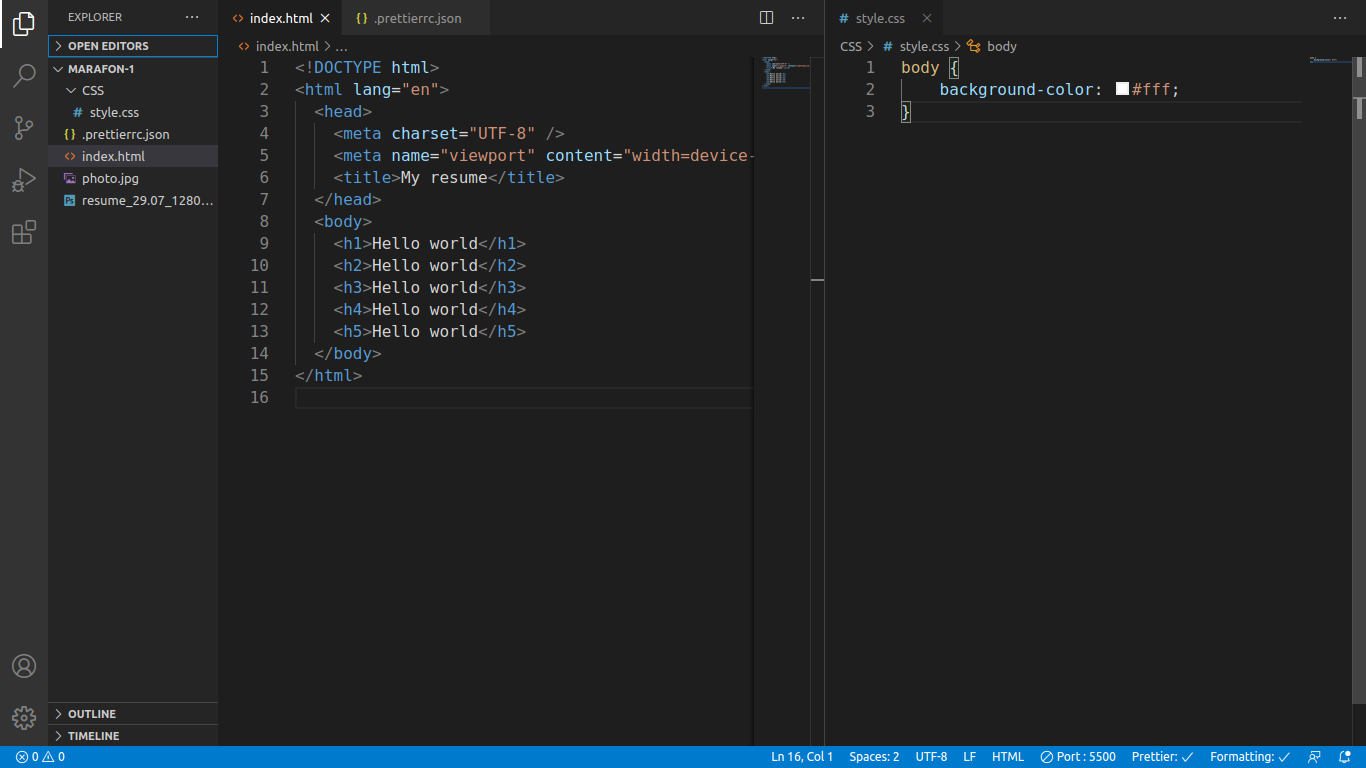 EXPLORER
OPEN EDITORS
MARAFON-1
CSS
# style.css
{} .prettierrc.json
<> index.html
photo.jpg
Ps resume_29.07_1280...
OUTLINE
TIMELINE
<> index.html ×
{} .prettierrc.json
<> index.html > ...
1 <!DOCTYPE html>
2 <html lang="en">
3 <head>
4 <meta charset="UTF-8" />
5 <meta name="viewport" content="width=device-
6 <title>My resume</title>
7 </head>
8 <body>
9 <h1>Hello world</h1>
10 <h2>Hello world</h2>
11 <h3>Hello world</h3>
12 <h4>Hello world</h4>
13 <h5>Hello world</h5>
14 </body>
15 </html>
16
# style.css ×
CSS > # style.css > body
1 body {
2 background-color: #fff;
3 }
0 0 Ln 16, Col 1 Spaces: 2 UTF-8 LF HTML Port : 5500 Prettier: ✓ Formatting: ✓